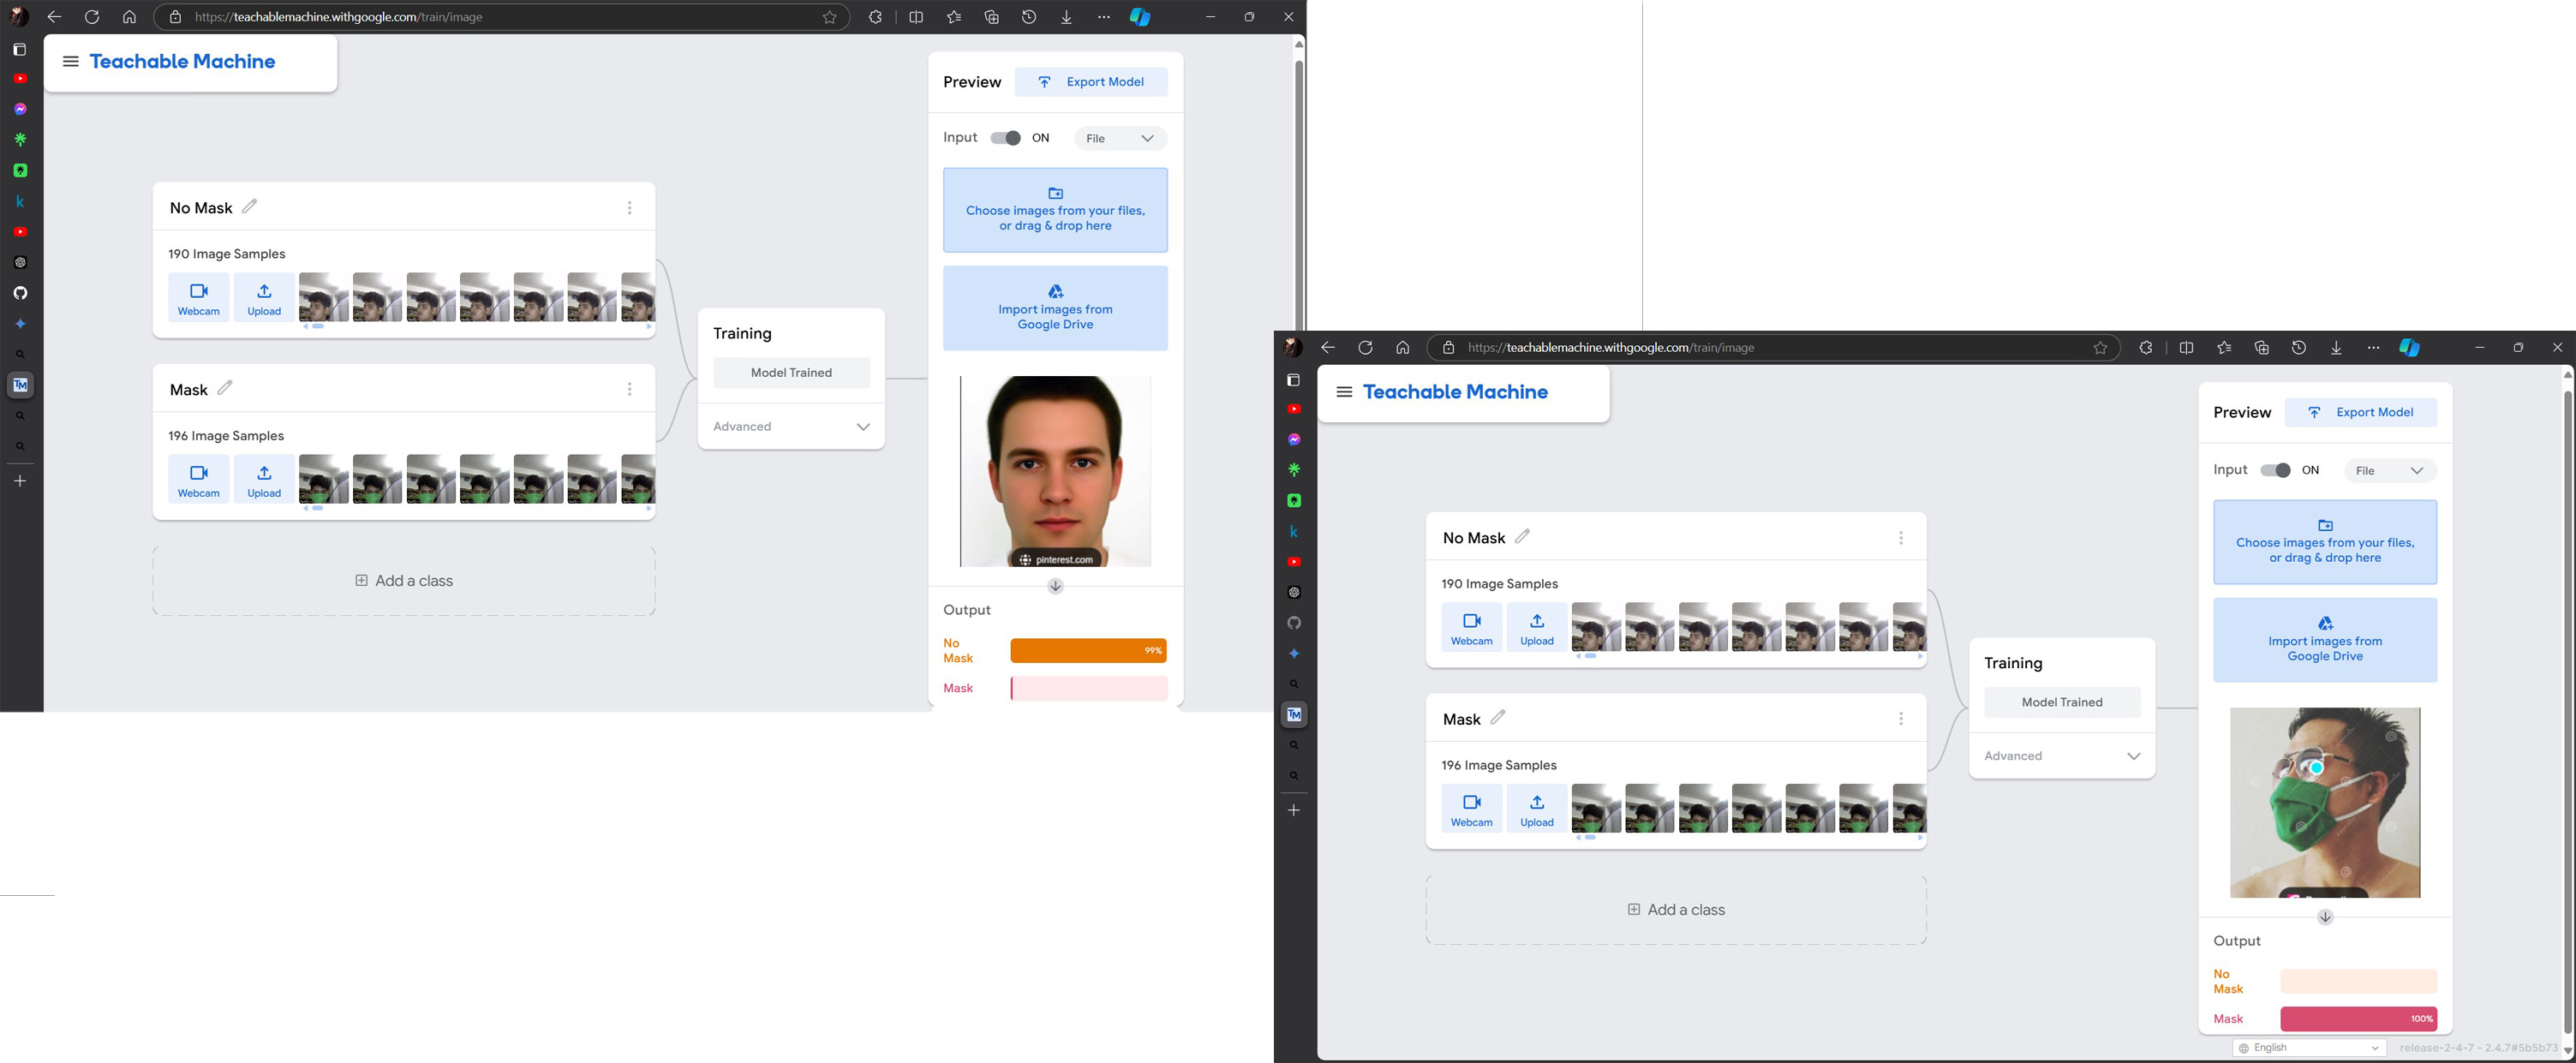 https://teachablemachine.withgoogle.com/train/image
Teachable Machine
Preview
Export Model
Input
ON
File
Choose images from your files,
or drag & drop here
Import images from
Google Drive
No Mask
190 Image Samples
Webcam
Upload
Mask
196 Image Samples
Webcam
Upload
Add a class
Training
Model Trained
Advanced
pinterest.com
Output
No
Mask
99%
Mask
https://teachablemachine.withgoogle.com/train/image
Teachable Machine
Preview
Export Model
Input
ON
File
Choose images from your files,
or drag & drop here
Import images from
Google Drive
No Mask
190 Image Samples
Webcam
Upload
Mask
196 Image Samples
Webcam
Upload
Add a class
Training
Model Trained
Advanced
Output
No
Mask
Mask
100%
English
release-2-4-7 - 2.4.7#5b5b73